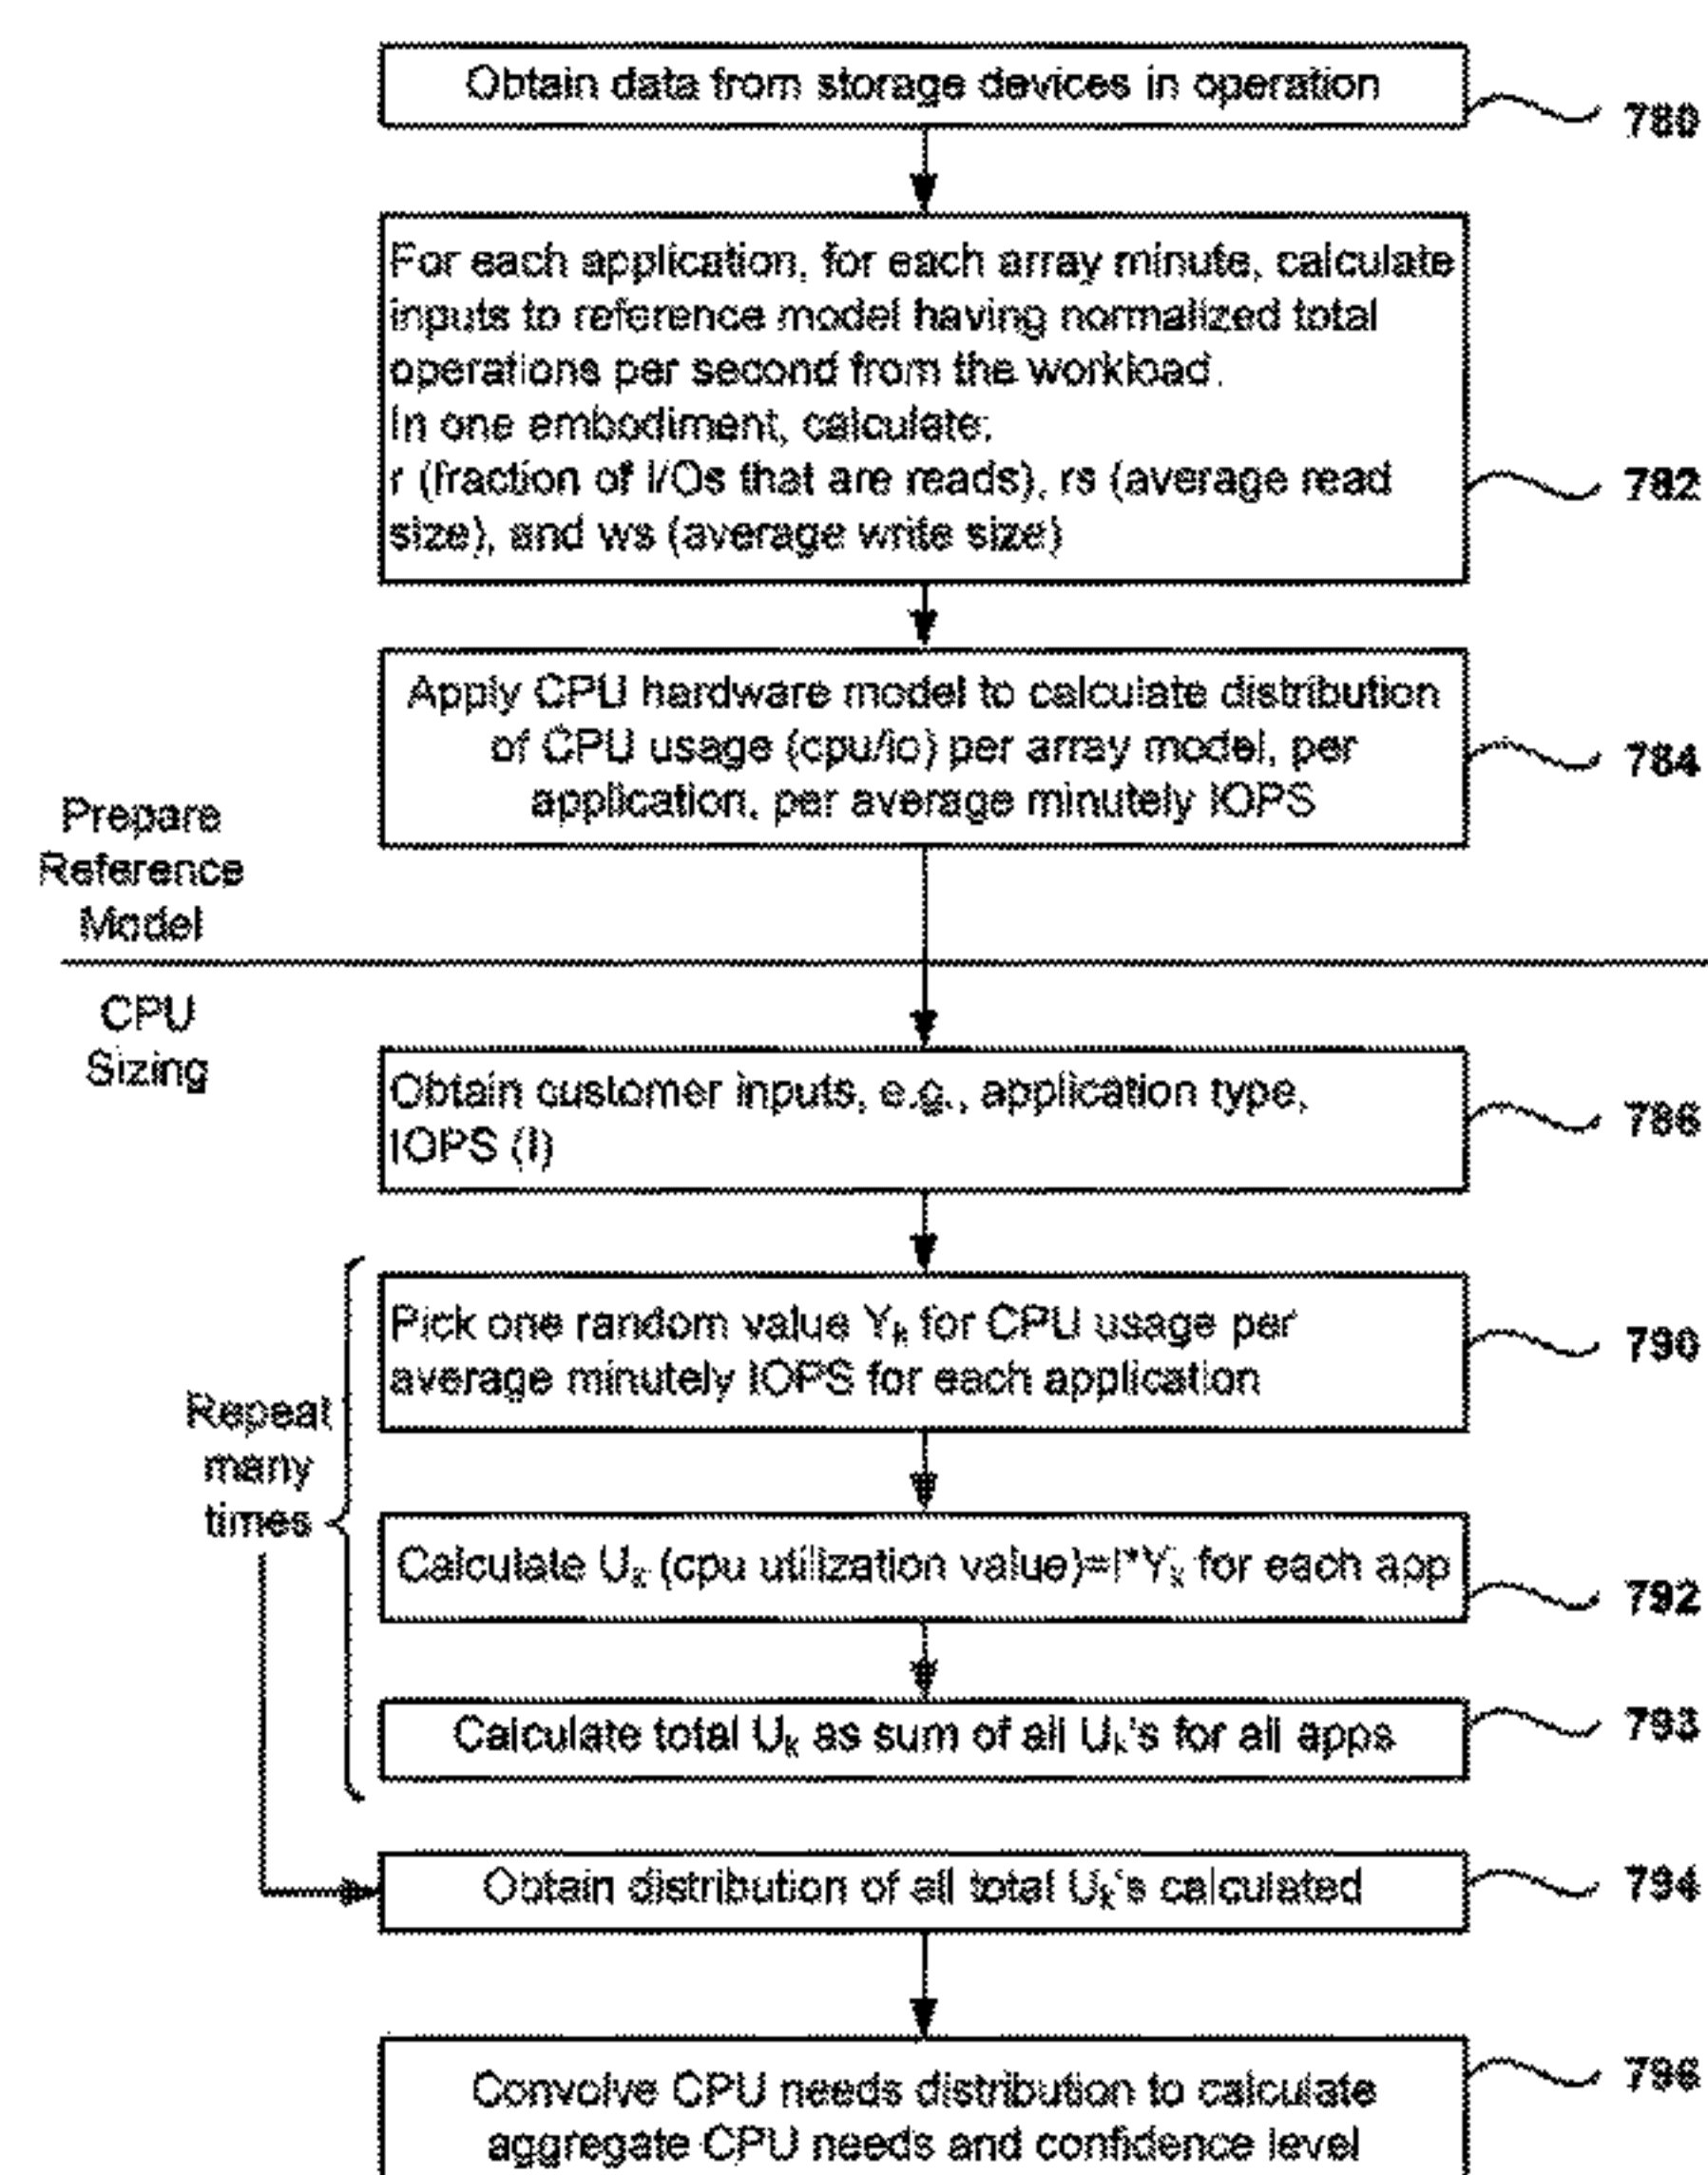 Obtain data from storage devices in operation
780
For each application, for each array minute, calculate
inputs to reference model having normalized total
operations per second from the workload.
In one embodiment, calculate:
r (fraction of I/Os that are reads), rs (average read
size), and ws (average write size)
782
Apply CPU hardware model to calculate distribution
of CPU usage (cpu/io) per array model, per
application, per average minutely IOPS
784
Prepare
Reference
Model
CPU
Sizing
Obtain customer inputs, e.g., application type,
IOPS (I)
786
Pick one random value Yₖ for CPU usage per
average minutely IOPS for each application
790
Repeat
many
times
Calculate Uₖ (cpu utilization value)=I*Yₖ for each app
792
Calculate total Uₖ as sum of all Uₖ's for all apps
793
Obtain distribution of all total Uₖ's calculated
794
Convolve CPU needs distribution to calculate
aggregate CPU needs and confidence level
796